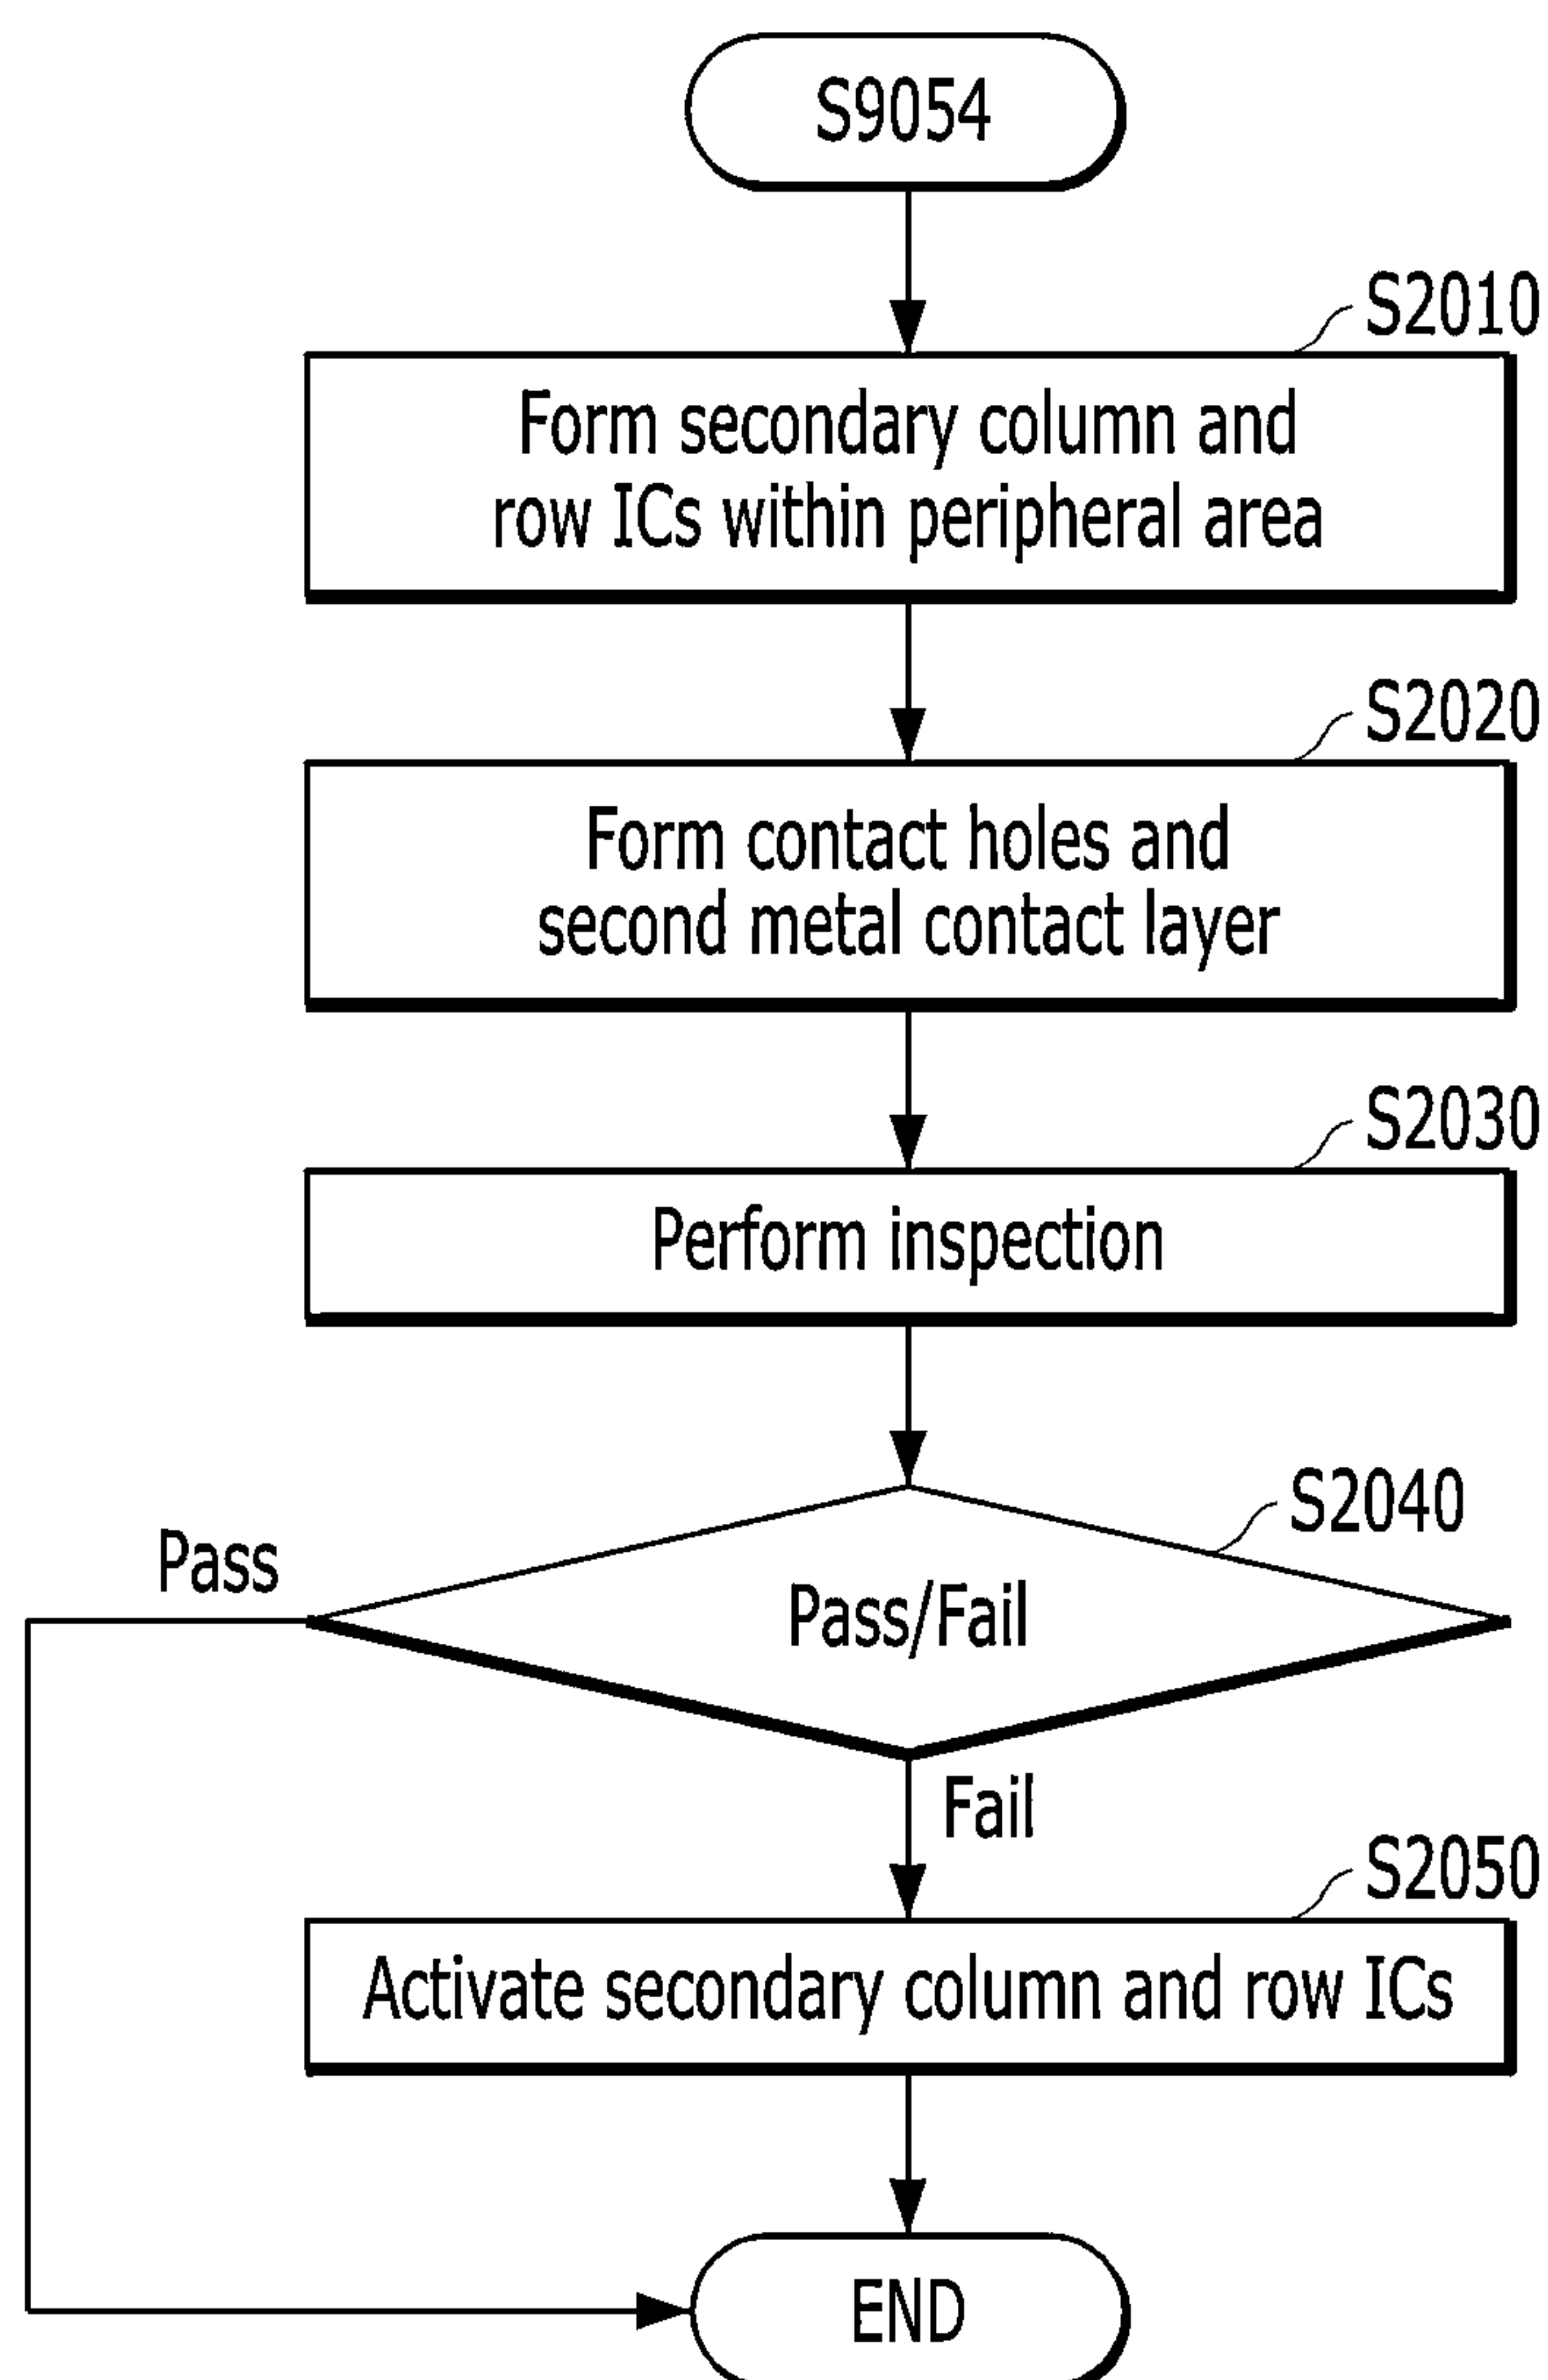 S9054
S2010
Form secondary column and
row ICs within peripheral area
S2020
Form contact holes and
second metal contact layer
S2030
Perform inspection
S2040
Pass
Pass/Fail
Fail
S2050
Activate secondary column and row ICs
END